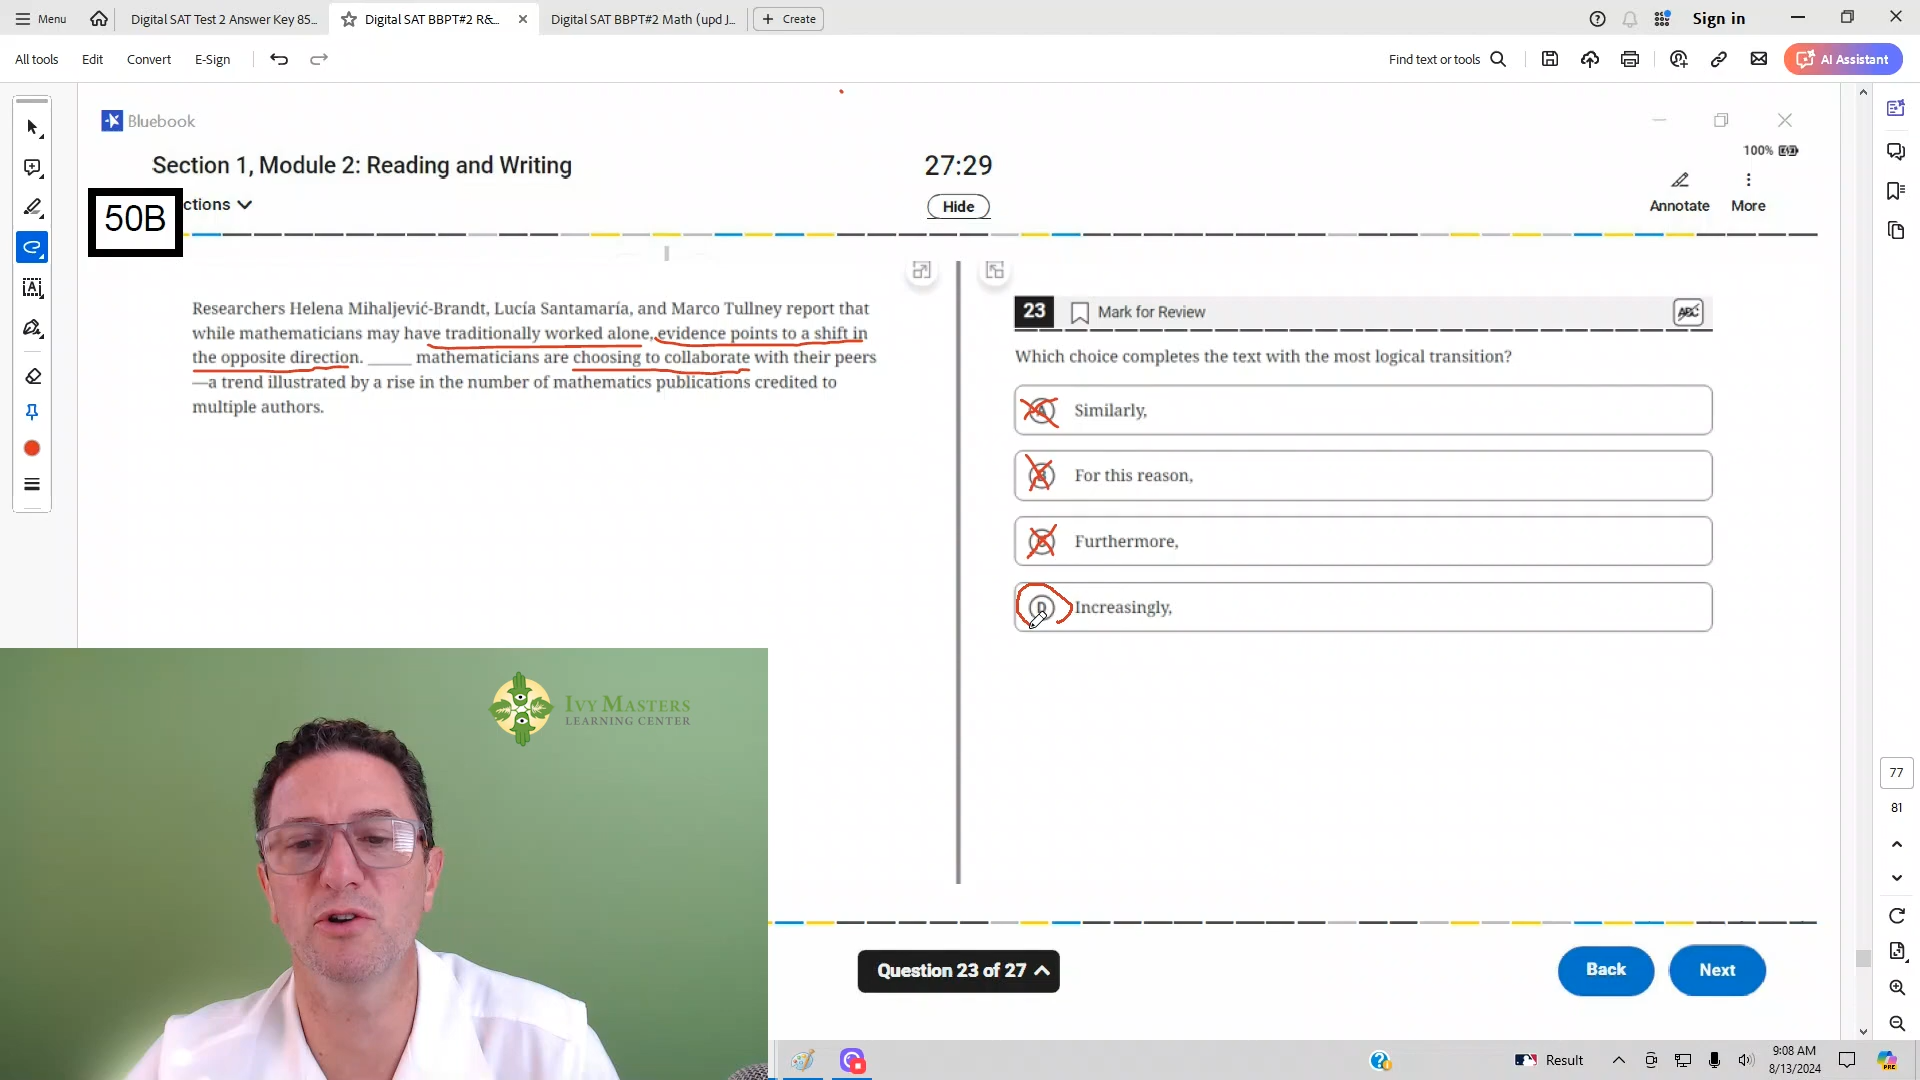 Menu
Digital SAT Test 2 Answer Key 85...
Digital SAT BBPT#2 R&...
Digital SAT BBPT#2 Math (upd J...
Create
Sign in
All tools
Edit
Convert
E-Sign
Find text or tools
AI Assistant
Bluebook
Section 1, Module 2: Reading and Writing
27:29
100%
50B
ctions
Hide
Annotate
More
Researchers Helena Mihaljević-Brandt, Lucía Santamaría, and Marco Tullney report that
while mathematicians may have traditionally worked alone, evidence points to a shift in
the opposite direction. ______ mathematicians are choosing to collaborate with their peers
—a trend illustrated by a rise in the number of mathematics publications credited to
multiple authors.
23
Mark for Review
ABC
Which choice completes the text with the most logical transition?
A Similarly,
B For this reason,
C Furthermore,
D Increasingly,
IVY MASTERS
LEARNING CENTER
77
81
Question 23 of 27
Back
Next
Result
9:08 AM
8/13/2024
PRE